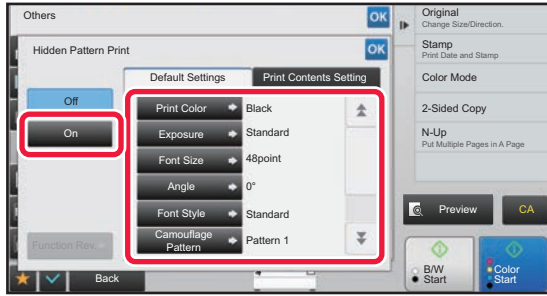 Others
OK
Hidden Pattern Print
OK
Default Settings
Print Contents Setting
Off
On
Print Color
Black
Exposure
Standard
Font Size
48point
Angle
0°
Font Style
Standard
Camouflage
Pattern
Pattern 1
Function Rev.
Back
Original
Change Size/Direction.
Stamp
Print Date and Stamp
Color Mode
2-Sided Copy
N-Up
Put Multiple Pages in A Page
Preview
CA
B/W
Start
Color
Start